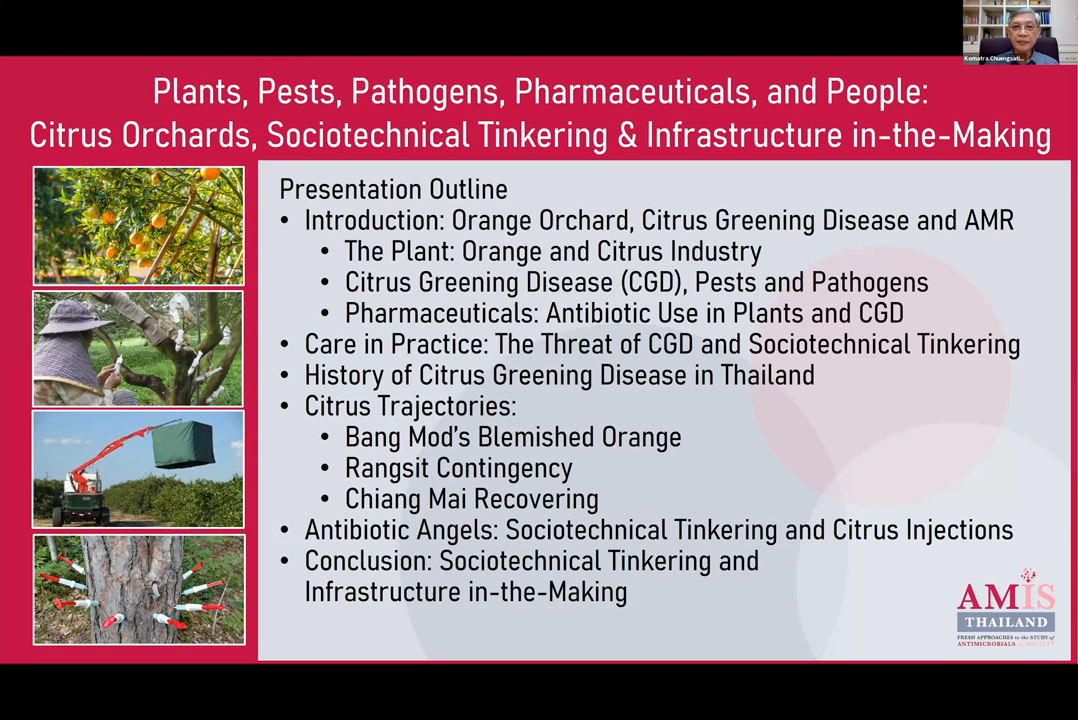 Komatra Chuengsati...
Plants, Pests, Pathogens, Pharmaceuticals, and People:
Citrus Orchards, Sociotechnical Tinkering & Infrastructure in-the-Making
Presentation Outline
• Introduction: Orange Orchard, Citrus Greening Disease and AMR
• The Plant: Orange and Citrus Industry
• Citrus Greening Disease (CGD), Pests and Pathogens
• Pharmaceuticals: Antibiotic Use in Plants and CGD
• Care in Practice: The Threat of CGD and Sociotechnical Tinkering
• History of Citrus Greening Disease in Thailand
• Citrus Trajectories:
• Bang Mod's Blemished Orange
• Rangsit Contingency
• Chiang Mai Recovering
• Antibiotic Angels: Sociotechnical Tinkering and Citrus Injections
• Conclusion: Sociotechnical Tinkering and
Infrastructure in-the-Making
AMIS
THAILAND
FRESH APPROACHES to the STUDY of
ANTIMICROBIALS in SOCIETY